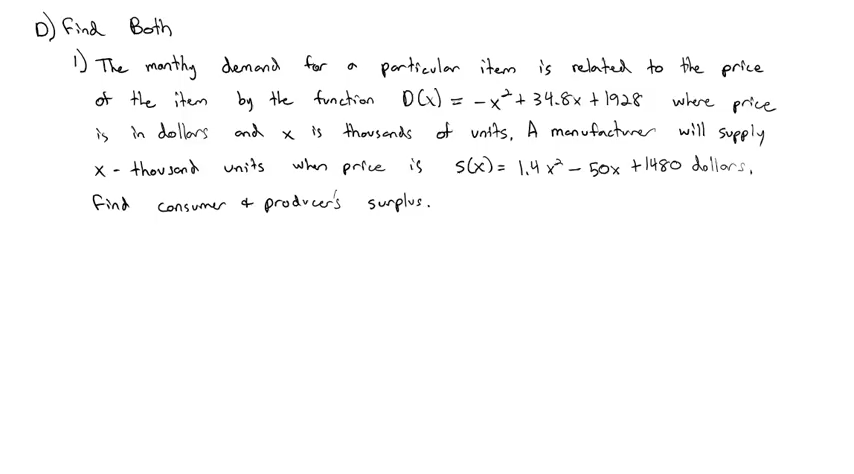 D) Find Both
1) The monthy demand for a particular item is related to the price
of the item by the function D(x) = -x² + 34.8x + 1928 where price
is in dollars and x is thousands of units. A manufacturer will supply
x - thousand units when price is S(x) = 1.4x² - 50x + 1480 dollars.
Find consumer + producer's surplus.